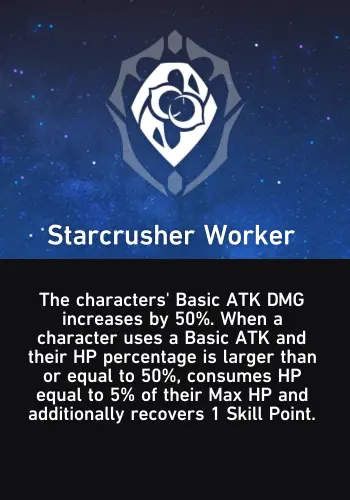 Starcrusher Worker
The characters' Basic ATK DMG
increases by 50%. When a
character uses a Basic ATK and
their HP percentage is larger than
or equal to 50%, consumes HP
equal to 5% of their Max HP and
additionally recovers 1 Skill Point.